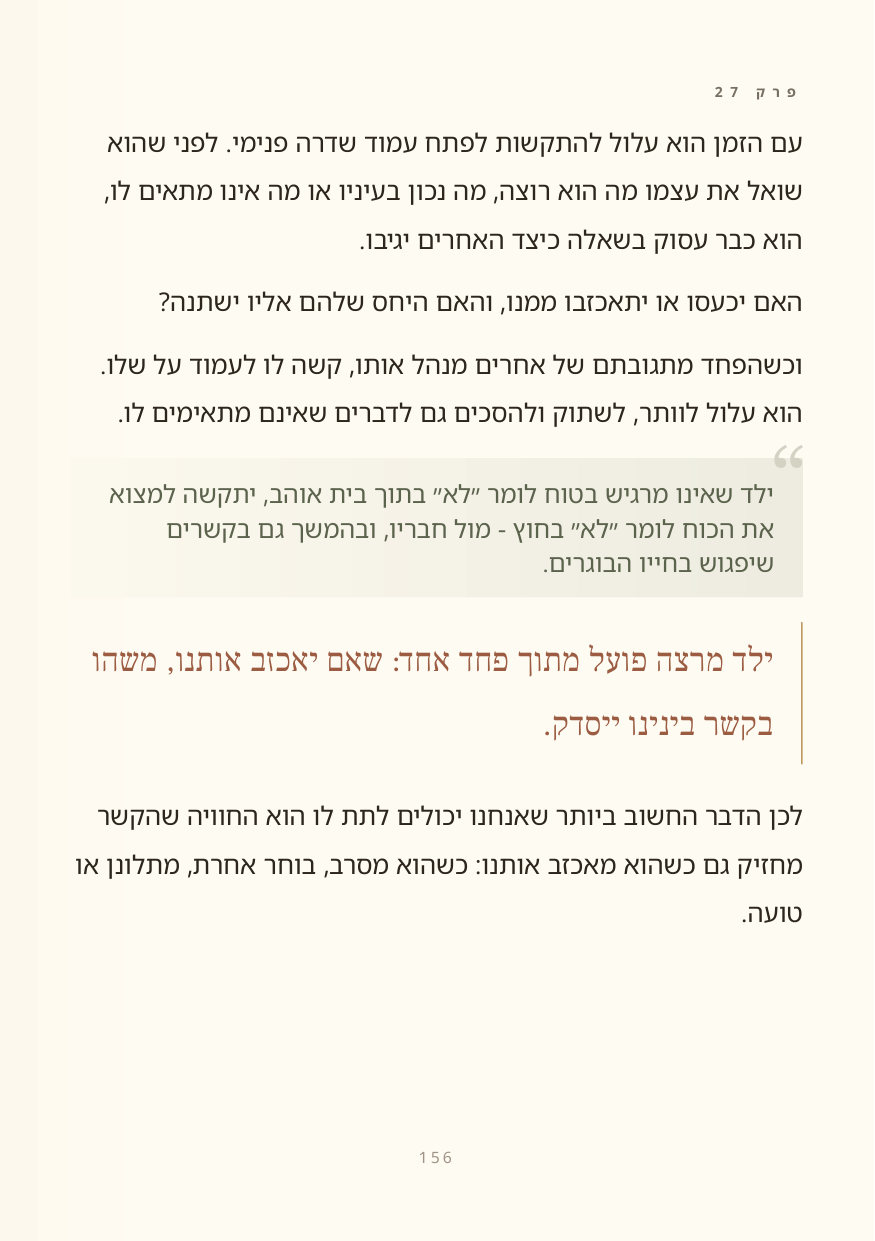 פרק 27
עם הזמן הוא עלול להתקשות לפתח עמוד שדרה פנימי. לפני שהוא
שואל את עצמו מה הוא רוצה, מה נכון בעיניו או מה אינו מתאים לו,
הוא כבר עסוק בשאלה כיצד האחרים יגיבו.
האם יכעסו או יתאכזבו ממנו, והאם היחס שלהם אליו ישתנה?
וכשהפחד מתגובתם של אחרים מנהל אותו, קשה לו לעמוד על שלו.
הוא עלול לוותר, לשתוק ולהסכים גם לדברים שאינם מתאימים לו.
“
ילד שאינו מרגיש בטוח לומר ״לא״ בתוך בית אוהב, יתקשה למצוא
את הכוח לומר ״לא״ בחוץ - מול חבריו, ובהמשך גם בקשרים
שיפגוש בחייו הבוגרים.
ילד מרצה פועל מתוך פחד אחד: שאם יאכזב אותנו, משהו
בקשר בינינו ייסדק.
לכן הדבר החשוב ביותר שאנחנו יכולים לתת לו הוא החוויה שהקשר
מחזיק גם כשהוא מאכזב אותנו: כשהוא מסרב, בוחר אחרת, מתלונן או
טועה.
156